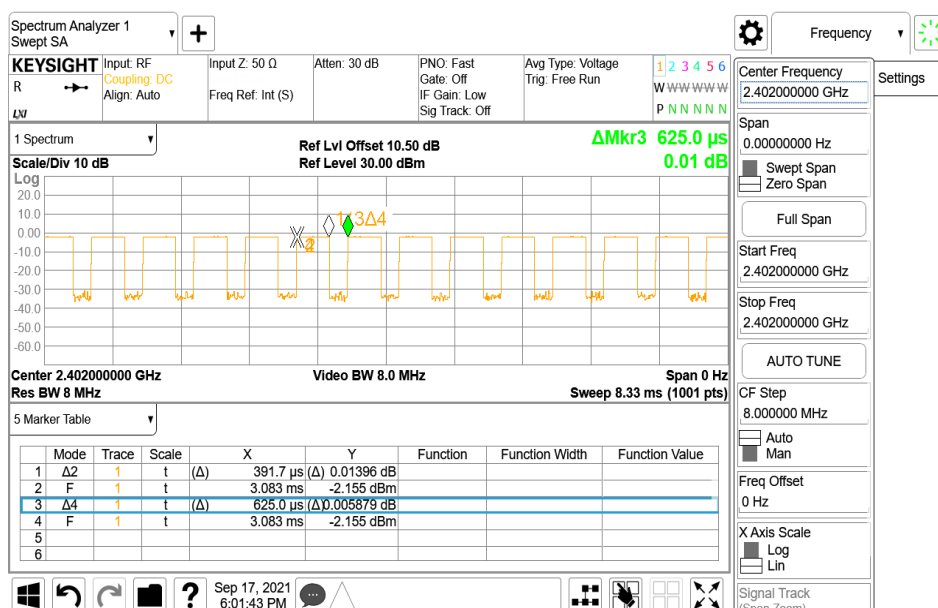 Spectrum Analyzer 1
Swept SA
+
Frequency
Settings
KEYSIGHT
R
LXI
Input: RF
Coupling: DC
Align: Auto
Input Z: 50 Ω
Freq Ref: Int (S)
Atten: 30 dB
PNO: Fast
Gate: Off
IF Gain: Low
Sig Track: Off
Avg Type: Voltage
Trig: Free Run
1 2 3 4 5 6
W W W W W W
P N N N N N
1 Spectrum
Scale/Div 10 dB
Ref Lvl Offset 10.50 dB
Ref Level 30.00 dBm
ΔMkr3 625.0 µs
0.01 dB
Log
20.0
10.0
0.00
-10.0
-20.0
-30.0
-40.0
-50.0
-60.0
3Δ4
Center 2.402000000 GHz
Video BW 8.0 MHz
Span 0 Hz
Res BW 8 MHz
Sweep 8.33 ms (1001 pts)
5 Marker Table
Mode Trace Scale X Y Function Function Width Function Value
1 Δ2 1 t (Δ) 391.7 µs (Δ) 0.01396 dB
2 F 1 t 3.083 ms -2.155 dBm
3 Δ4 1 t (Δ) 625.0 µs (Δ)0.005879 dB
4 F 1 t 3.083 ms -2.155 dBm
5
6
Center Frequency
2.402000000 GHz
Span
0.00000000 Hz
Swept Span
Zero Span
Full Span
Start Freq
2.402000000 GHz
Stop Freq
2.402000000 GHz
AUTO TUNE
CF Step
8.000000 MHz
Auto
Man
Freq Offset
0 Hz
X Axis Scale
Log
Lin
Signal Track
(Span Zoom)
?
Sep 17, 2021
6:01:43 PM